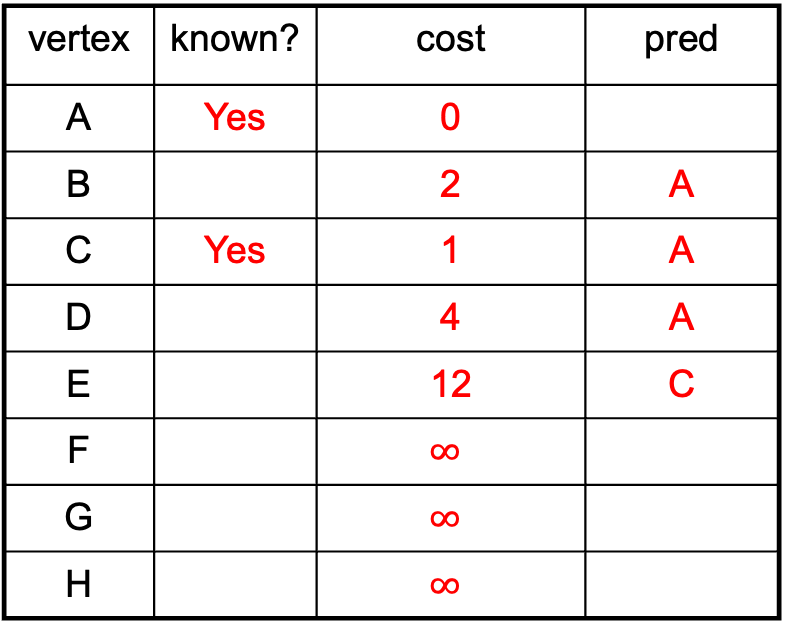 vertex known? cost pred
A Yes 0
B 2 A
C Yes 1 A
D 4 A
E 12 C
F ∞
G ∞
H ∞